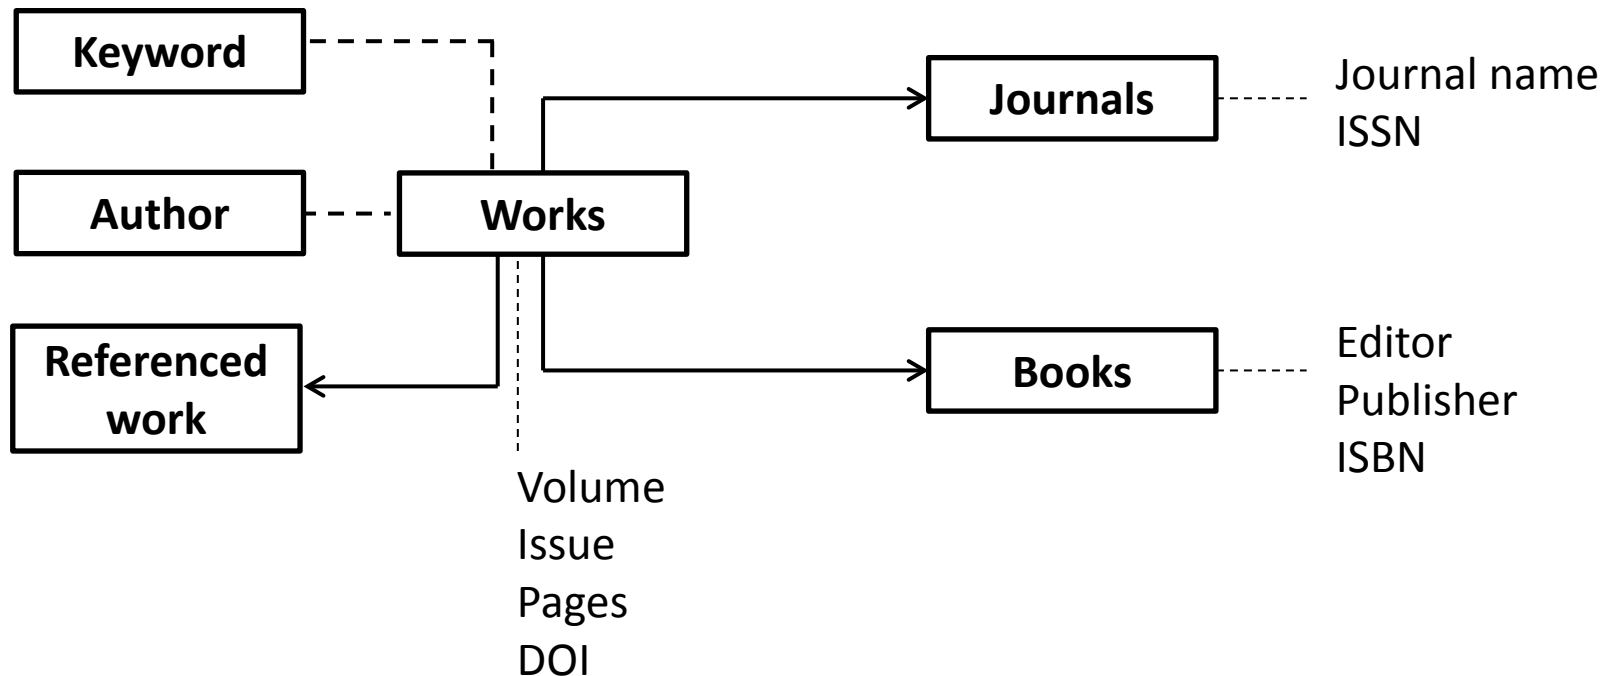 Keyword
Author
Referenced
work
Works
Volume
Issue
Pages
DOI
Journals
Journal name
ISSN
Books
Editor
Publisher
ISBN